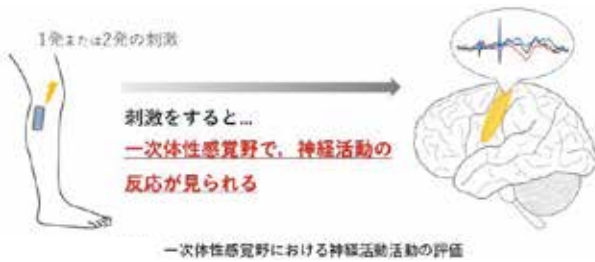 1発または2発の刺激
刺激をすると...
一次体性感覚野で、神経活動の
反応が見られる
一次体性感覚野における神経活動活動の評価